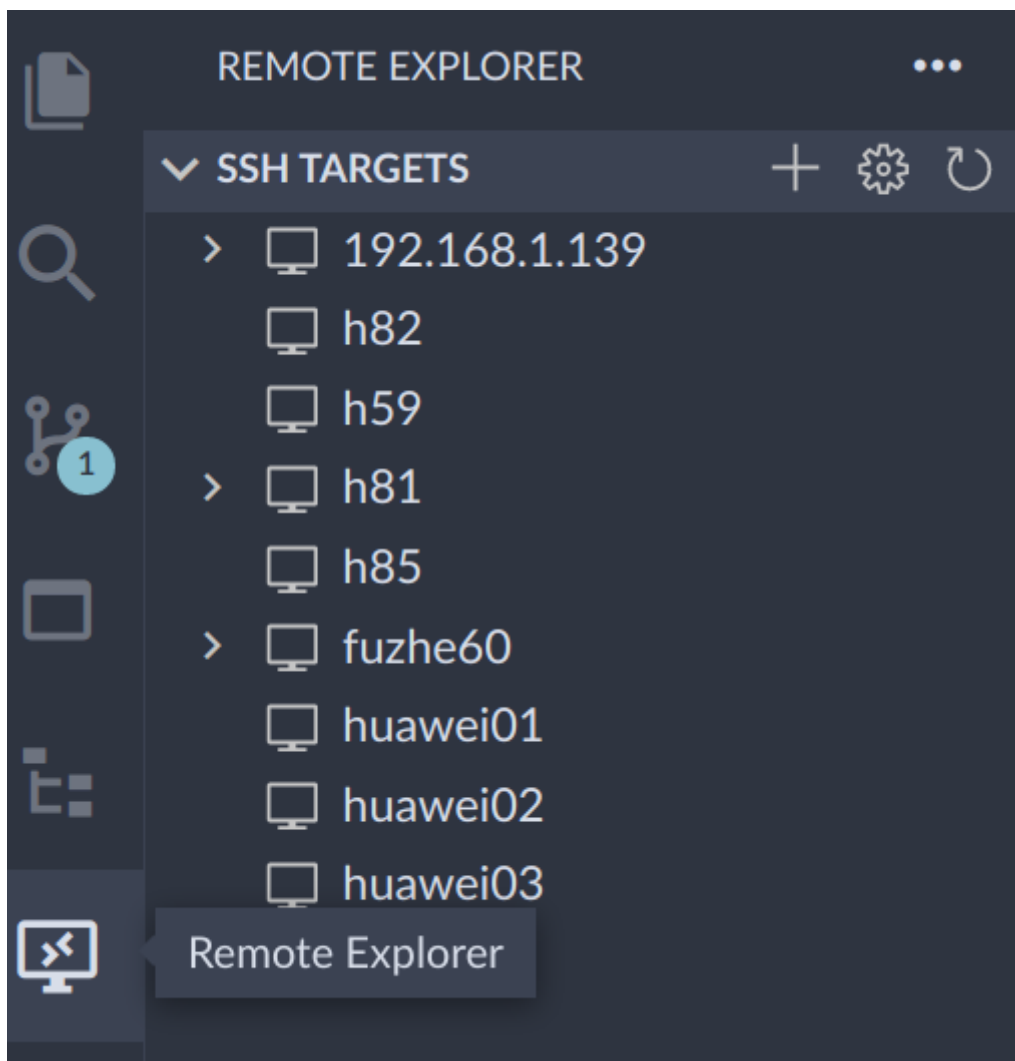 REMOTE EXPLORER
SSH TARGETS
192.168.1.139
h82
h59
h81
1
h85
fuzhe60
huawei01
huawei02
huawei03
Remote Explorer